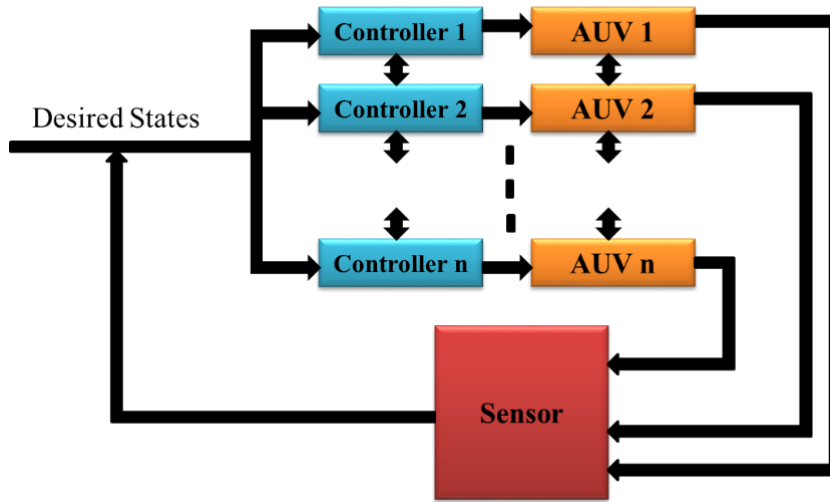 Controller 1
AUV 1
Controller 2
AUV 2
Desired States
Controller n
AUV n
Sensor